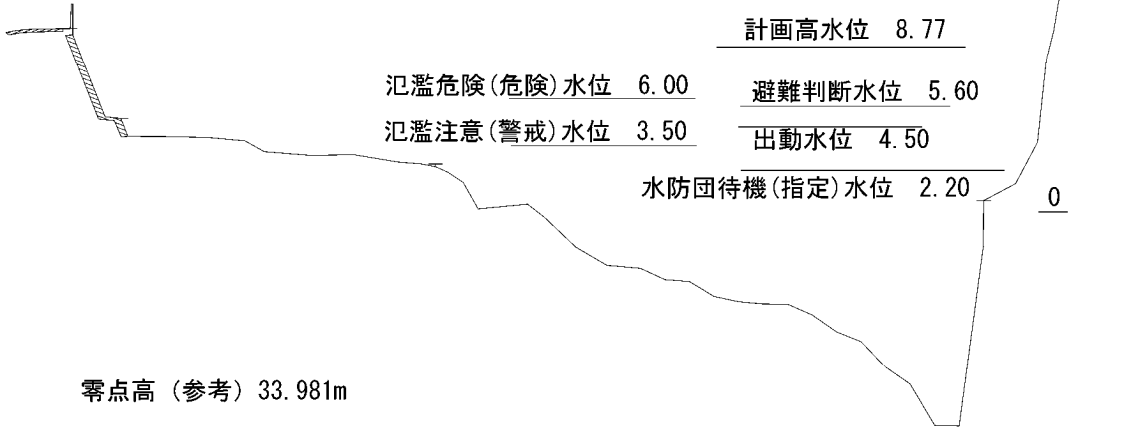 計画高水位 8.77
氾濫危険(危険)水位 6.00
避難判断水位 5.60
氾濫注意(警戒)水位 3.50
出動水位 4.50
水防団待機(指定)水位 2.20
0
零点高 (参考) 33.981m